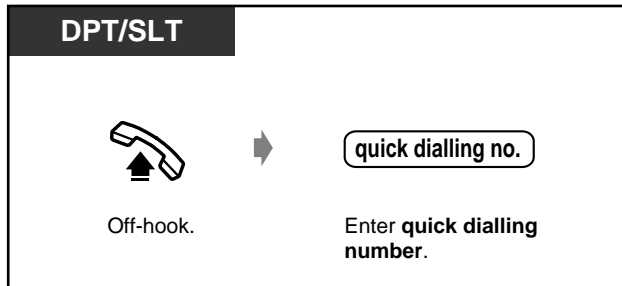 DPT/SLT
quick dialling no.
Off-hook.
Enter quick dialling
number.